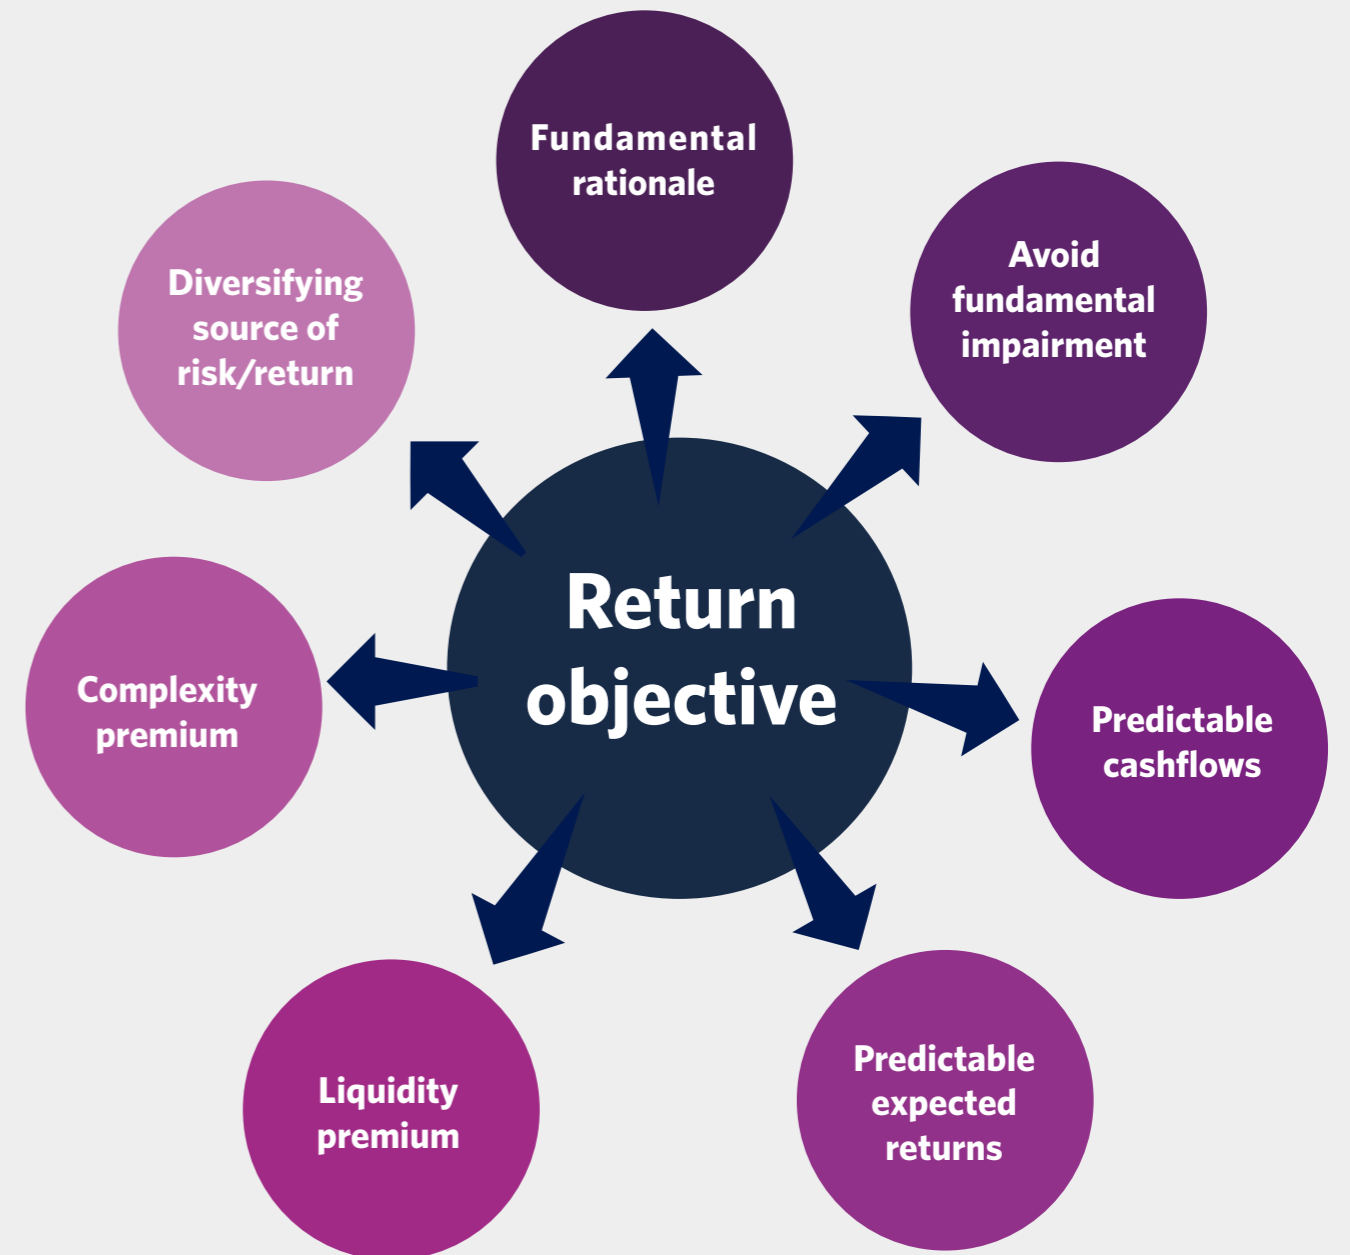 Fundamental
rationale
Avoid
fundamental
impairment
Predictable
cashflows
Predictable
expected
returns
Liquidity
premium
Complexity
premium
Diversifying
source of
risk/return
Return
objective